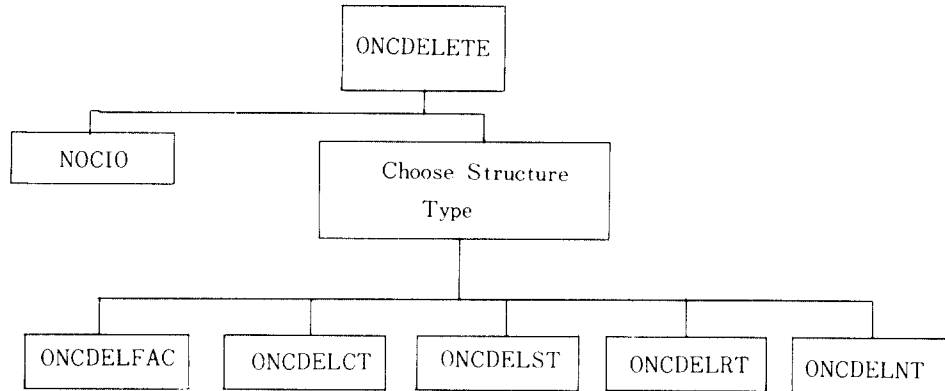 ONCDELETE
NOCIO
Choose Structure
Type
ONCDELFAC
ONCDELCT
ONCDELST
ONCDELRT
ONCDELNT